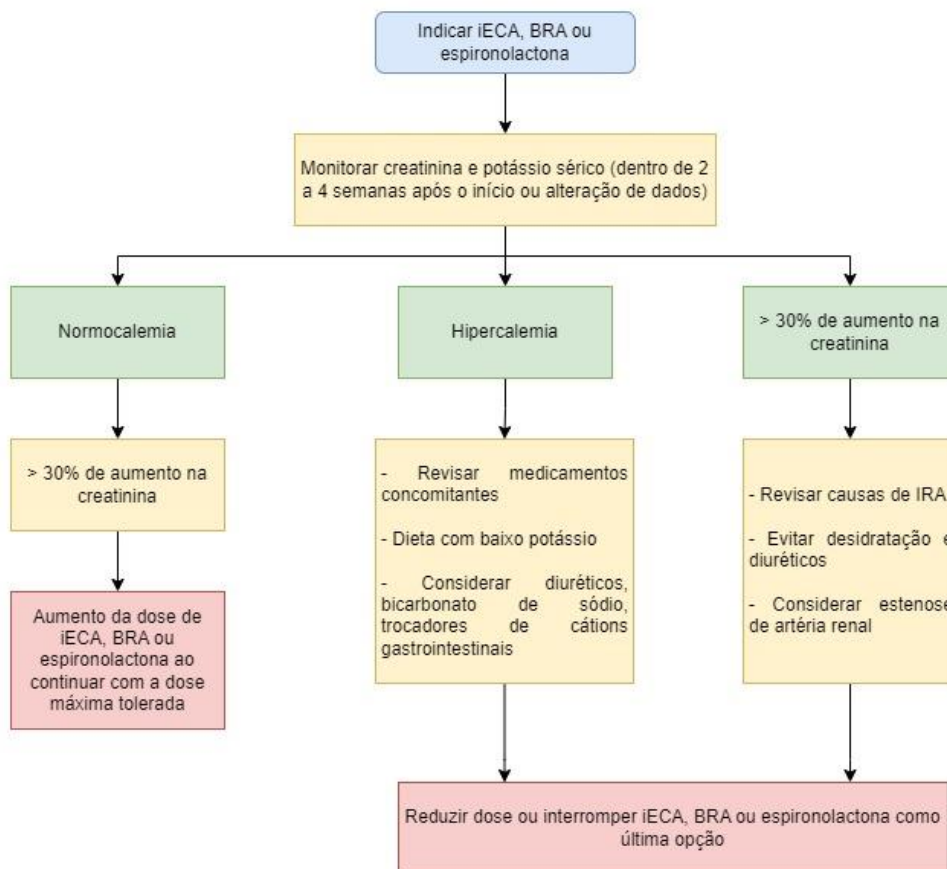 Indicar iECA, BRA ou
espironolactona
Monitorar creatinina e potássio sérico (dentro de 2
a 4 semanas após o início ou alteração de dados)
Normocalemia
Hipercalemia
> 30% de aumento na
creatinina
> 30% de aumento na
creatinina
- Revisar medicamentos
concomitantes
- Dieta com baixo potássio
- Considerar diuréticos,
bicarbonato de sódio,
trocadores de cátions
gastrointestinais
- Revisar causas de IRA
- Evitar desidratação e
diuréticos
- Considerar estenose
de artéria renal
Aumento da dose de
iECA, BRA ou
espironolactona ao
continuar com a dose
máxima tolerada
Reduzir dose ou interromper iECA, BRA ou espironolactona como
última opção